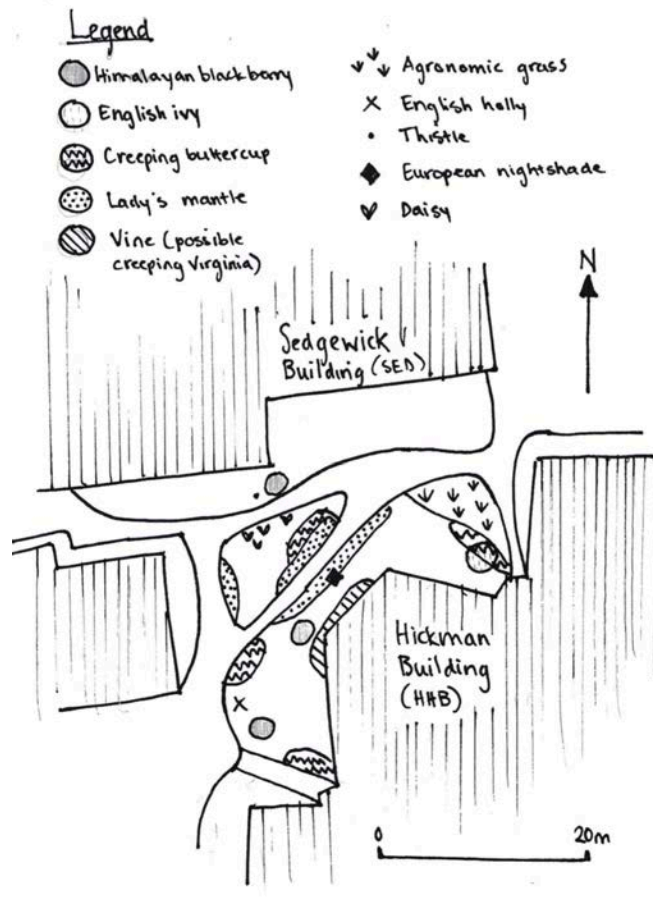 Legend
Himalayan blackberry
English ivy
Creeping buttercup
Lady's mantle
Vine (possible
creeping Virginia)
Agronomic grass
English holly
Thistle
European nightshade
Daisy
N
Sedgewick
Building (SED)
Hickman
Building
(HHB)
0 20m